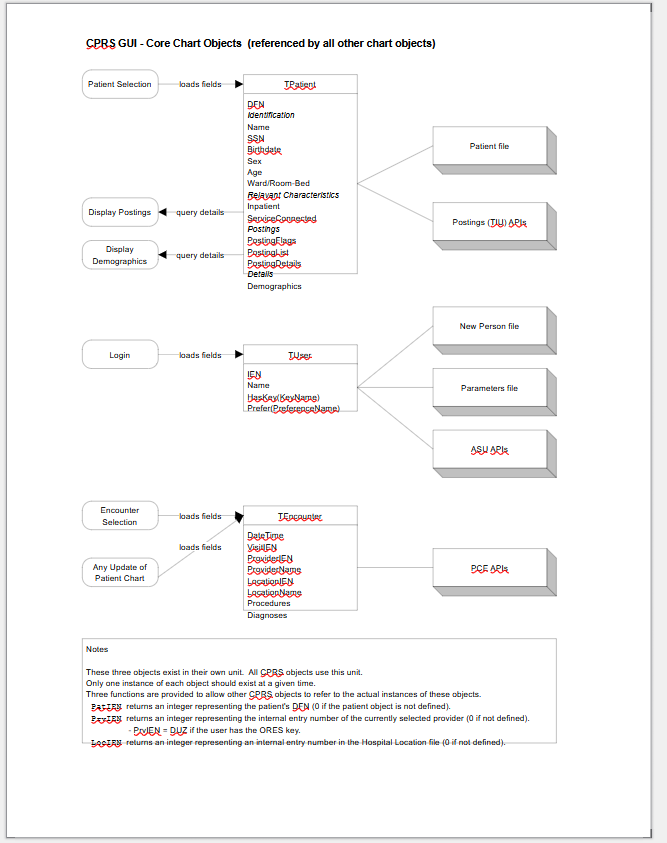 CPRS GUI - Core Chart Objects (referenced by all other chart objects)
Patient Selection
loads fields
TPatient
DFN
Identification
Name
SSN
Birthdate
Sex
Age
Ward/Room-Bed
Relavant Characteristics
Inpatient
ServiceConnected
Postings
PostingFlags
PostingList
PostingDetails
Details
Demographics
Display Postings
query details
Display
Demographics
query details
Patient file
Postings (TIU) APIs
Login
loads fields
TUser
IEN
Name
HasKey(KeyName)
Prefer(PreferenceName)
New Person file
Parameters file
ASU APIs
Encounter
Selection
loads fields
loads fields
Any Update of
Patient Chart
TEncounter
DateTime
VisitIEN
ProviderIEN
ProviderName
LocationIEN
LocationName
Procedures
Diagnoses
PCE APIs
Notes
These three objects exist in their own unit. All CPRS objects use this unit.
Only one instance of each object should exist at a given time.
Three functions are provided to allow other CPRS objects to refer to the actual instances of these objects.
PatIEN returns an integer representing the patient's DFN (0 if the patient object is not defined).
PrvIEN returns an integer representing the internal entry number of the currently selected provider (0 if not defined).
- PrvIEN = DUZ if the user has the ORES key.
LocIEN returns an integer representing an internal entry number in the Hospital Location file (0 if not defined).